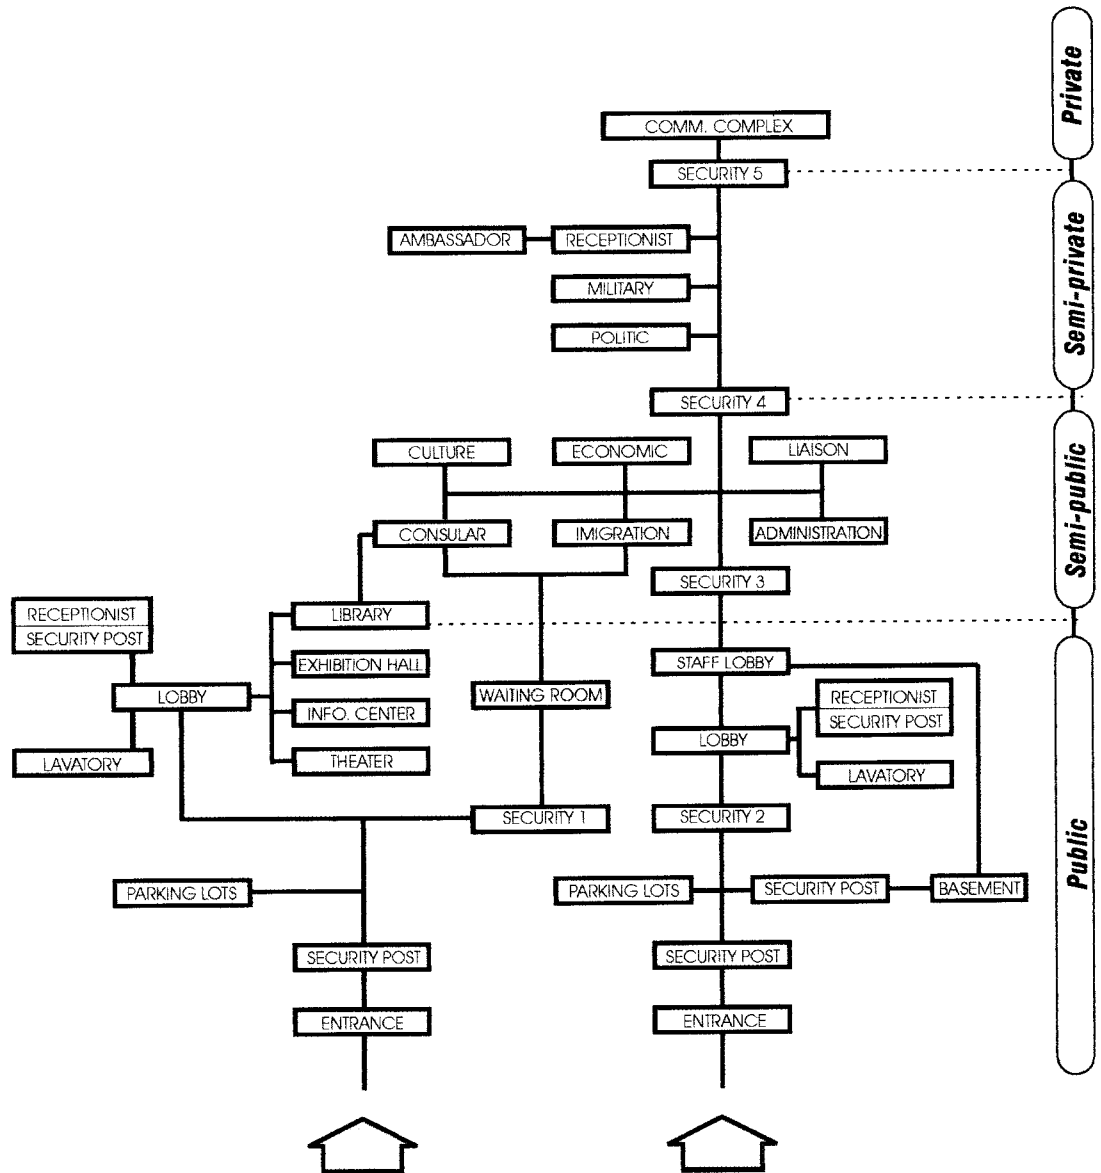 Private
COMM. COMPLEX
SECURITY 5
AMBASSADOR
RECEPTIONIST
MILITARY
POLITIC
Semi-private
SECURITY 4
CULTURE
ECONOMIC
LIAISON
CONSULAR
IMIGRATION
ADMINISTRATION
Semi-public
SECURITY 3
RECEPTIONIST
SECURITY POST
LIBRARY
EXHIBITION HALL
STAFF LOBBY
LOBBY
WAITING ROOM
RECEPTIONIST
SECURITY POST
INFO. CENTER
LOBBY
LAVATORY
THEATER
LAVATORY
SECURITY 1
SECURITY 2
Public
PARKING LOTS
PARKING LOTS
SECURITY POST
BASEMENT
SECURITY POST
SECURITY POST
ENTRANCE
ENTRANCE